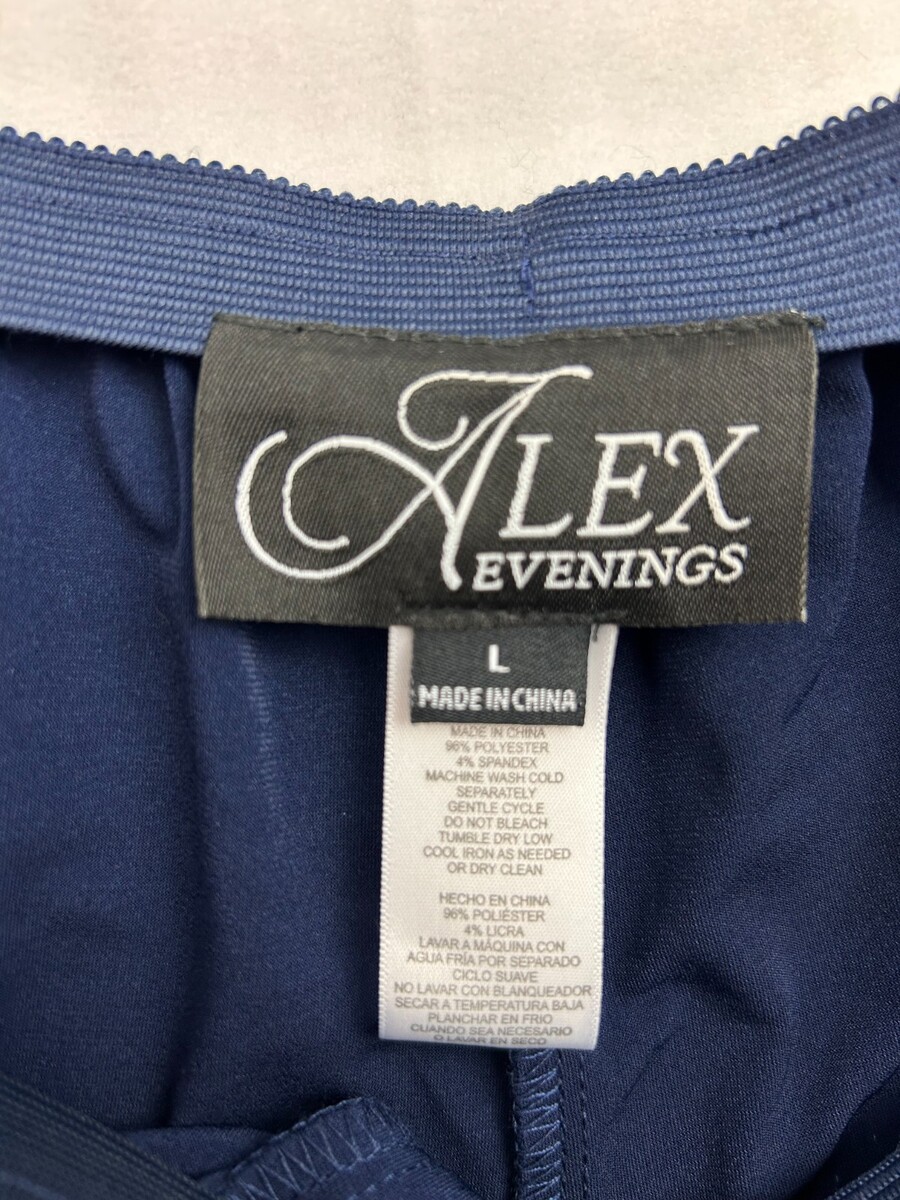 ALEX
EVENINGS
L
MADE IN CHINA
MADE IN CHINA
96% POLYESTER
4% SPANDEX
MACHINE WASH COLD
SEPARATELY
GENTLE CYCLE
DO NOT BLEACH
TUMBLE DRY LOW
COOL IRON AS NEEDED
OR DRY CLEAN
HECHO EN CHINA
96% POLIÉSTER
4% LICRA
LAVAR A MÁQUINA CON
AGUA FRÍA POR SEPARADO
CICLO SUAVE
NO LAVAR CON BLANQUEADOR
SECAR A TEMPERATURA BAJA
PLANCHAR EN FRIO
CUANDO SEA NECESARIO
O LAVAR EN SECO